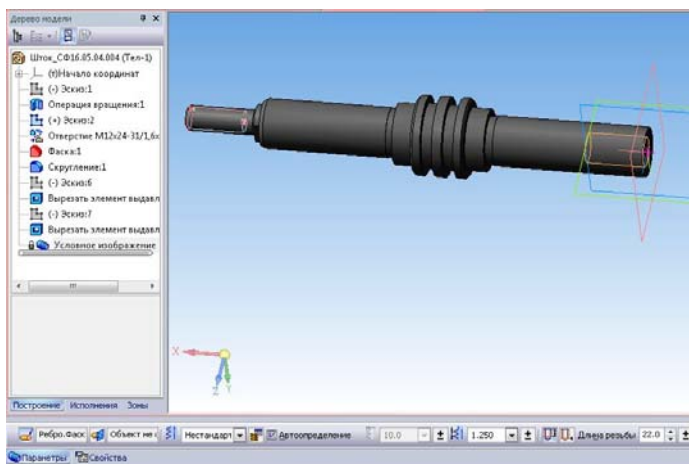 Дерево модели
Шток_СФ16.05.04.004 (Тел-1)
(т)Начало координат
(-) Эскиз:1
Операция вращения:1
(+) Эскиз:2
Отверстие М12х24-31/1,6х
Фаска:1
Скругление:1
(-) Эскиз:6
Вырезать элемент выдавл
(-) Эскиз:7
Вырезать элемент выдавл
Условное изображение
X
Z Y
Построение Исполнения Зоны
Ребро.Фаск Объект не Нестандарт Автоопределение 10.0 1.250 Длина резьбы 22.0
Параметры Свойства